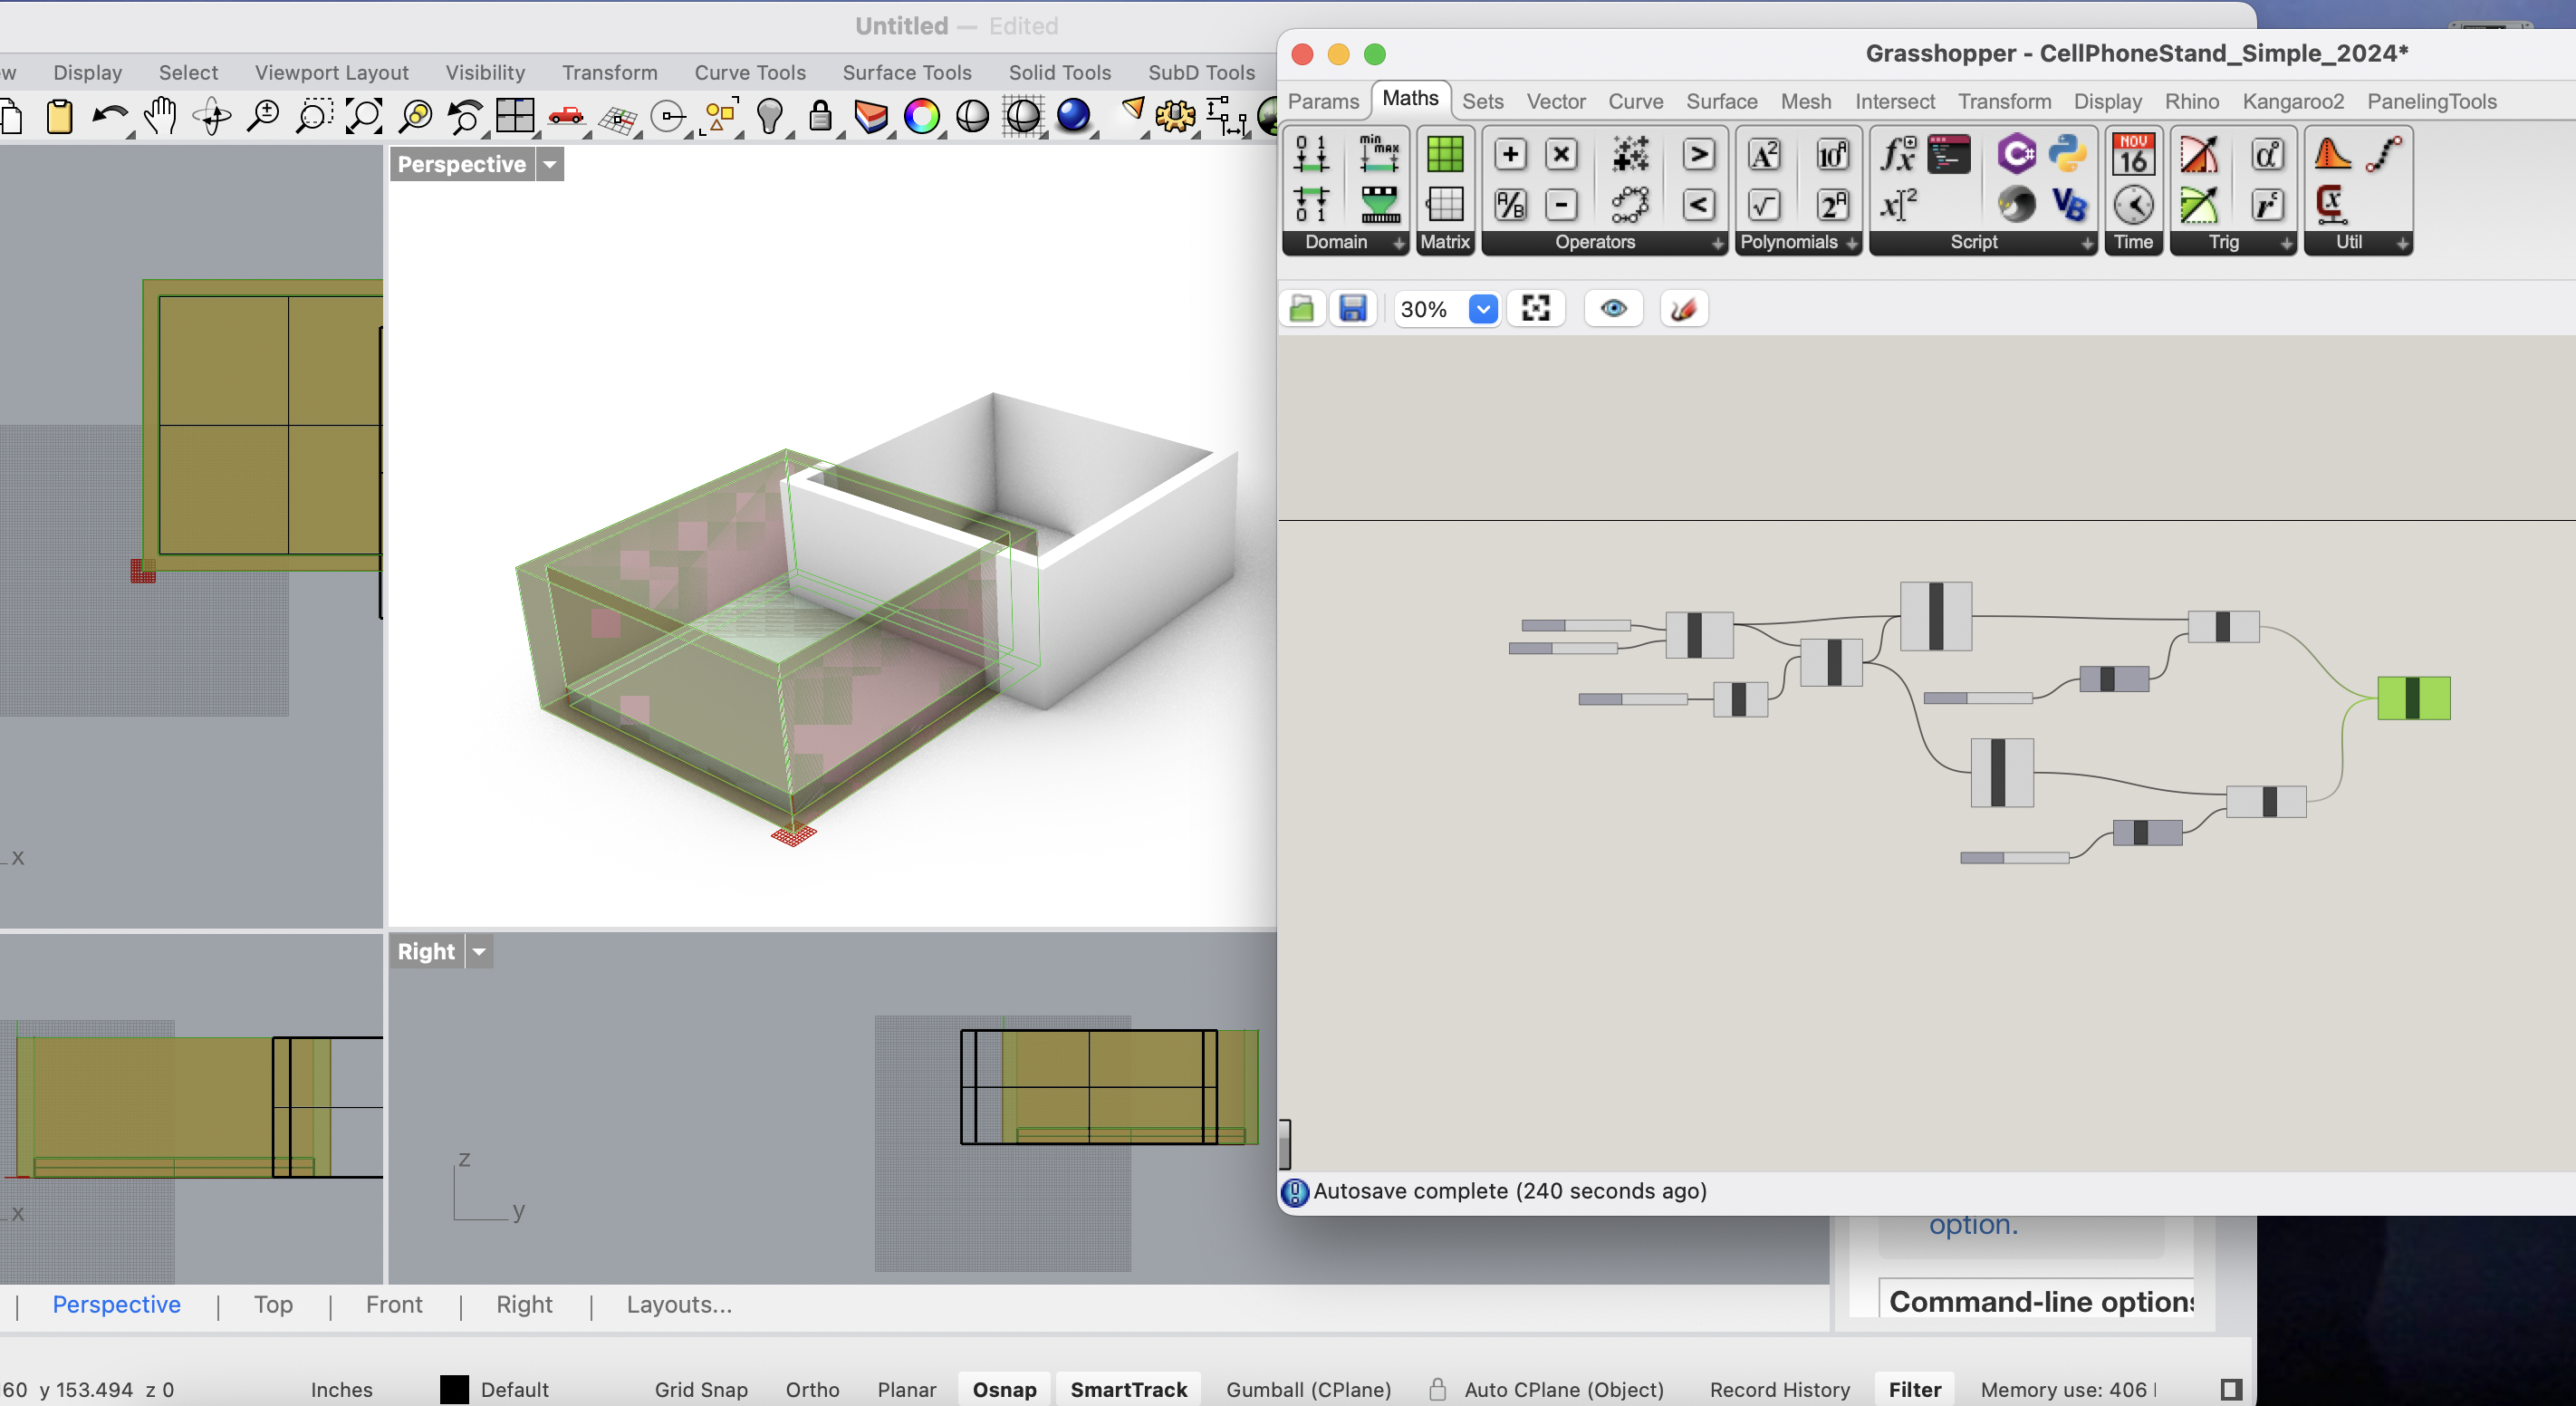 Untitled — Edited
Display Select Viewport Layout Visibility Transform Curve Tools Surface Tools Solid Tools SubD Tools
Grasshopper - CellPhoneStand_Simple_2024*
Params Maths Sets Vector Curve Surface Mesh Intersect Transform Display Rhino Kangaroo2 PanelingTools
Domain Matrix Operators Polynomials Script Time Trig Util
NOV
16
30%
Perspective
x
Right
z
y
x
Autosave complete (240 seconds ago)
option.
Command-line options
Perspective | Top | Front | Right | Layouts...
60 y 153.494 z 0 Inches Default Grid Snap Ortho Planar Osnap SmartTrack Gumball (CPlane) Auto CPlane (Object) Record History Filter Memory use: 406